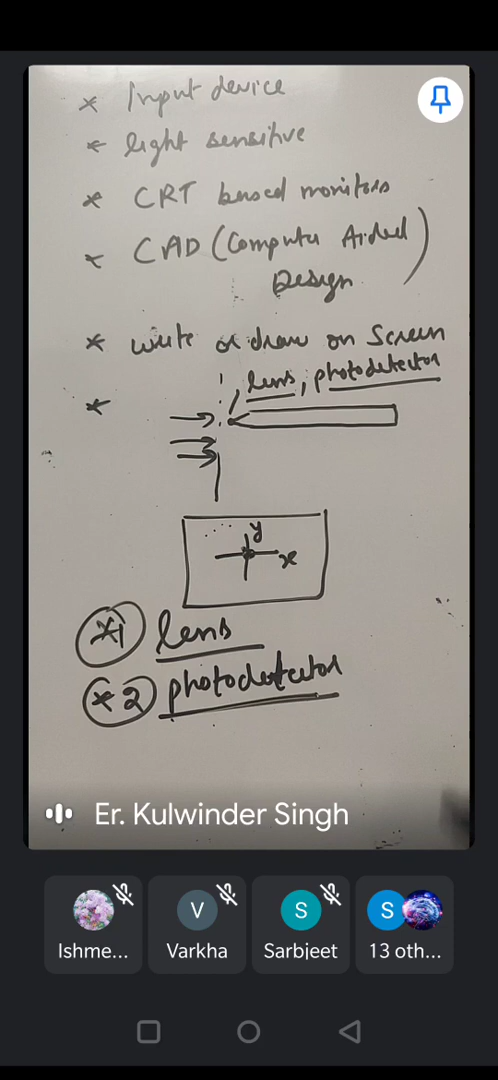 * Input device
* light sensitive
* CRT based monitors
* CAD (Computer Aided
Design)
* write or draw on Screen
* lens, photodetector
y
x
*1 lens
*2 photodetector
Er. Kulwinder Singh
Ishme...
V
Varkha
S
Sarbjeet
S
13 oth...